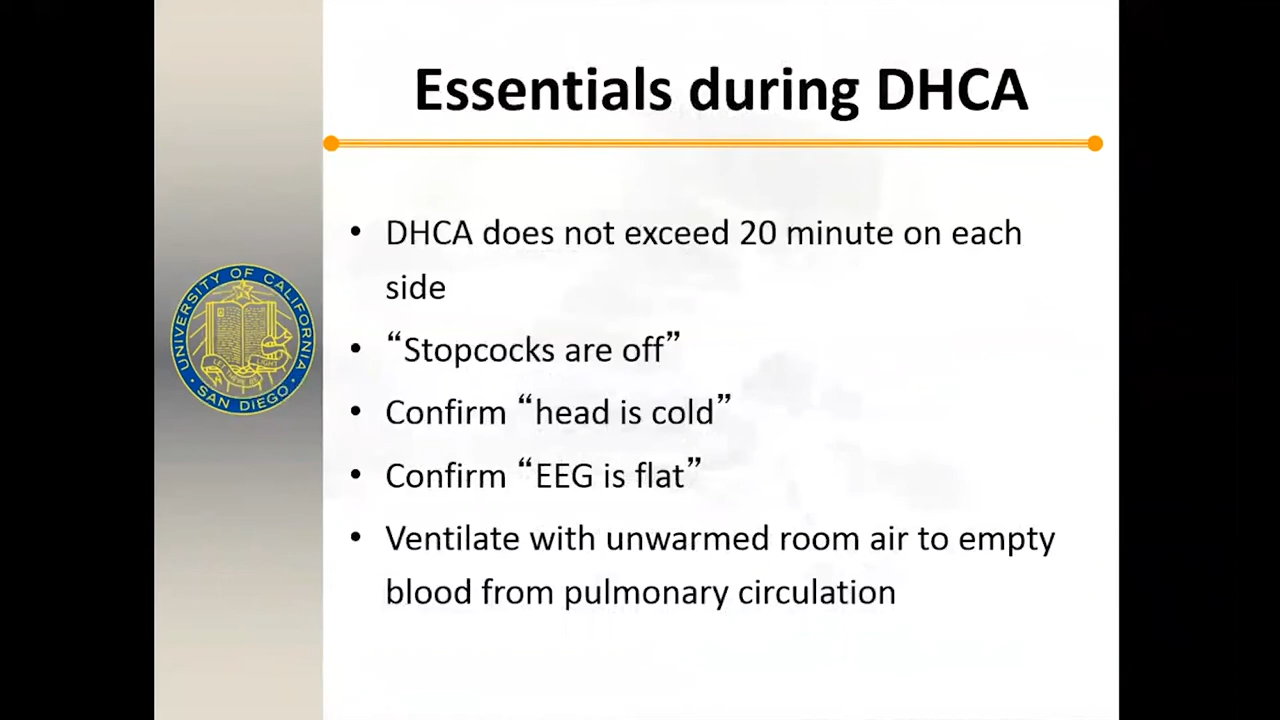 Essentials during DHCA
• DHCA does not exceed 20 minute on each
side
• “Stopcocks are off”
• Confirm “head is cold”
• Confirm “EEG is flat”
• Ventilate with unwarmed room air to empty
blood from pulmonary circulation
UNIVERSITY OF CALIFORNIA
SAN DIEGO
LET THERE BE LIGHT